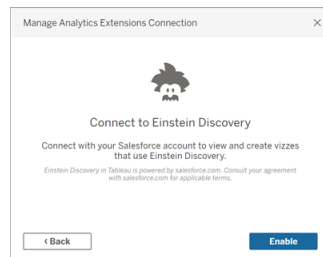 Manage Analytics Extensions Connection ×
Connect to Einstein Discovery
Connect with your Salesforce account to view and create vizzes
that use Einstein Discovery.
Einstein Discovery in Tableau is powered by salesforce.com. Consult your agreement
with salesforce.com for applicable terms.
‹ Back
Enable